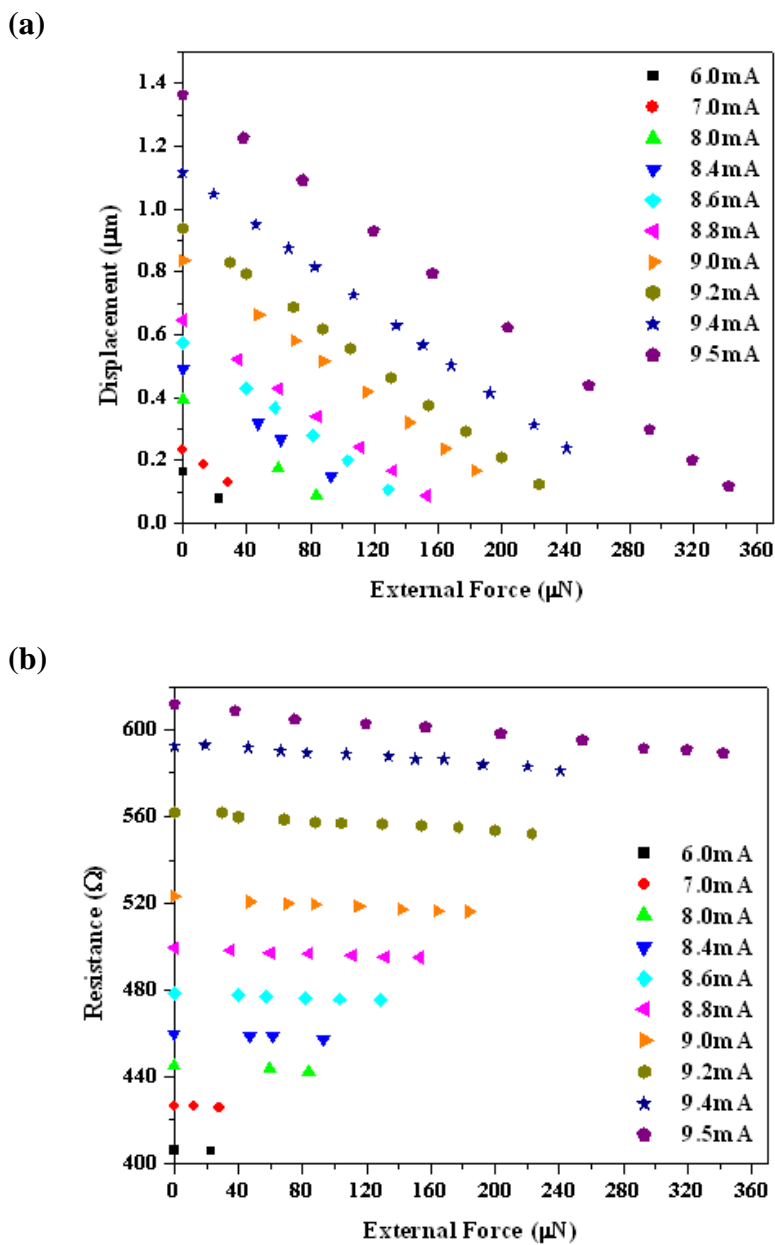 (a)
1.4
1.2
1.0
0.8
0.6
0.4
0.2
0.0
Displacement (μm)
0 40 80 120 160 200 240 280 320 360
External Force (μN)
6.0mA
7.0mA
8.0mA
8.4mA
8.6mA
8.8mA
9.0mA
9.2mA
9.4mA
9.5mA
(b)
600
560
520
480
440
400
Resistance (Ω)
0 40 80 120 160 200 240 280 320 360
External Force (μN)
6.0mA
7.0mA
8.0mA
8.4mA
8.6mA
8.8mA
9.0mA
9.2mA
9.4mA
9.5mA